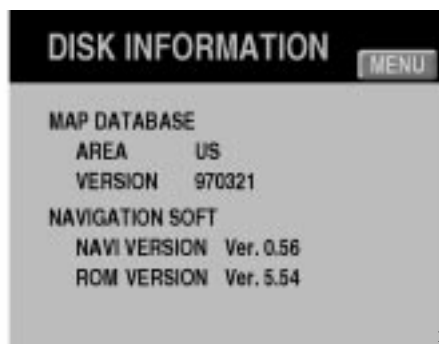 DISK INFORMATION
MENU
MAP DATABASE
AREA US
VERSION 970321
NAVIGATION SOFT
NAVI VERSION Ver. 0.56
ROM VERSION Ver. 5.54